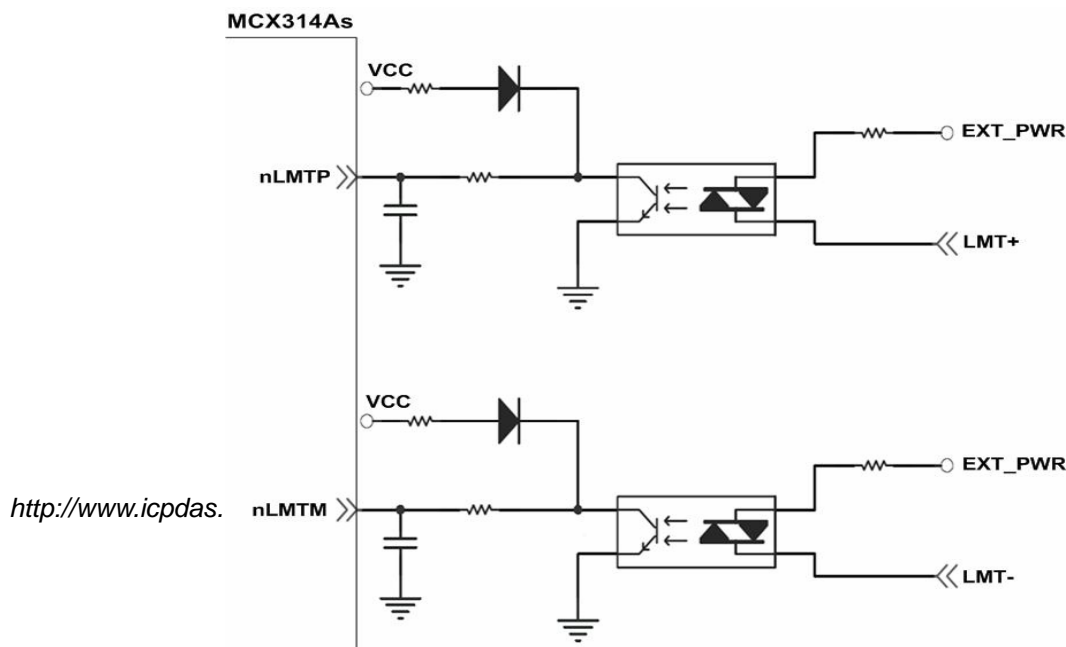 MCX314As
VCC
EXT_PWR
nLMTP
LMT+
VCC
EXT_PWR
http://www.icpdas.
nLMTM
LMT-